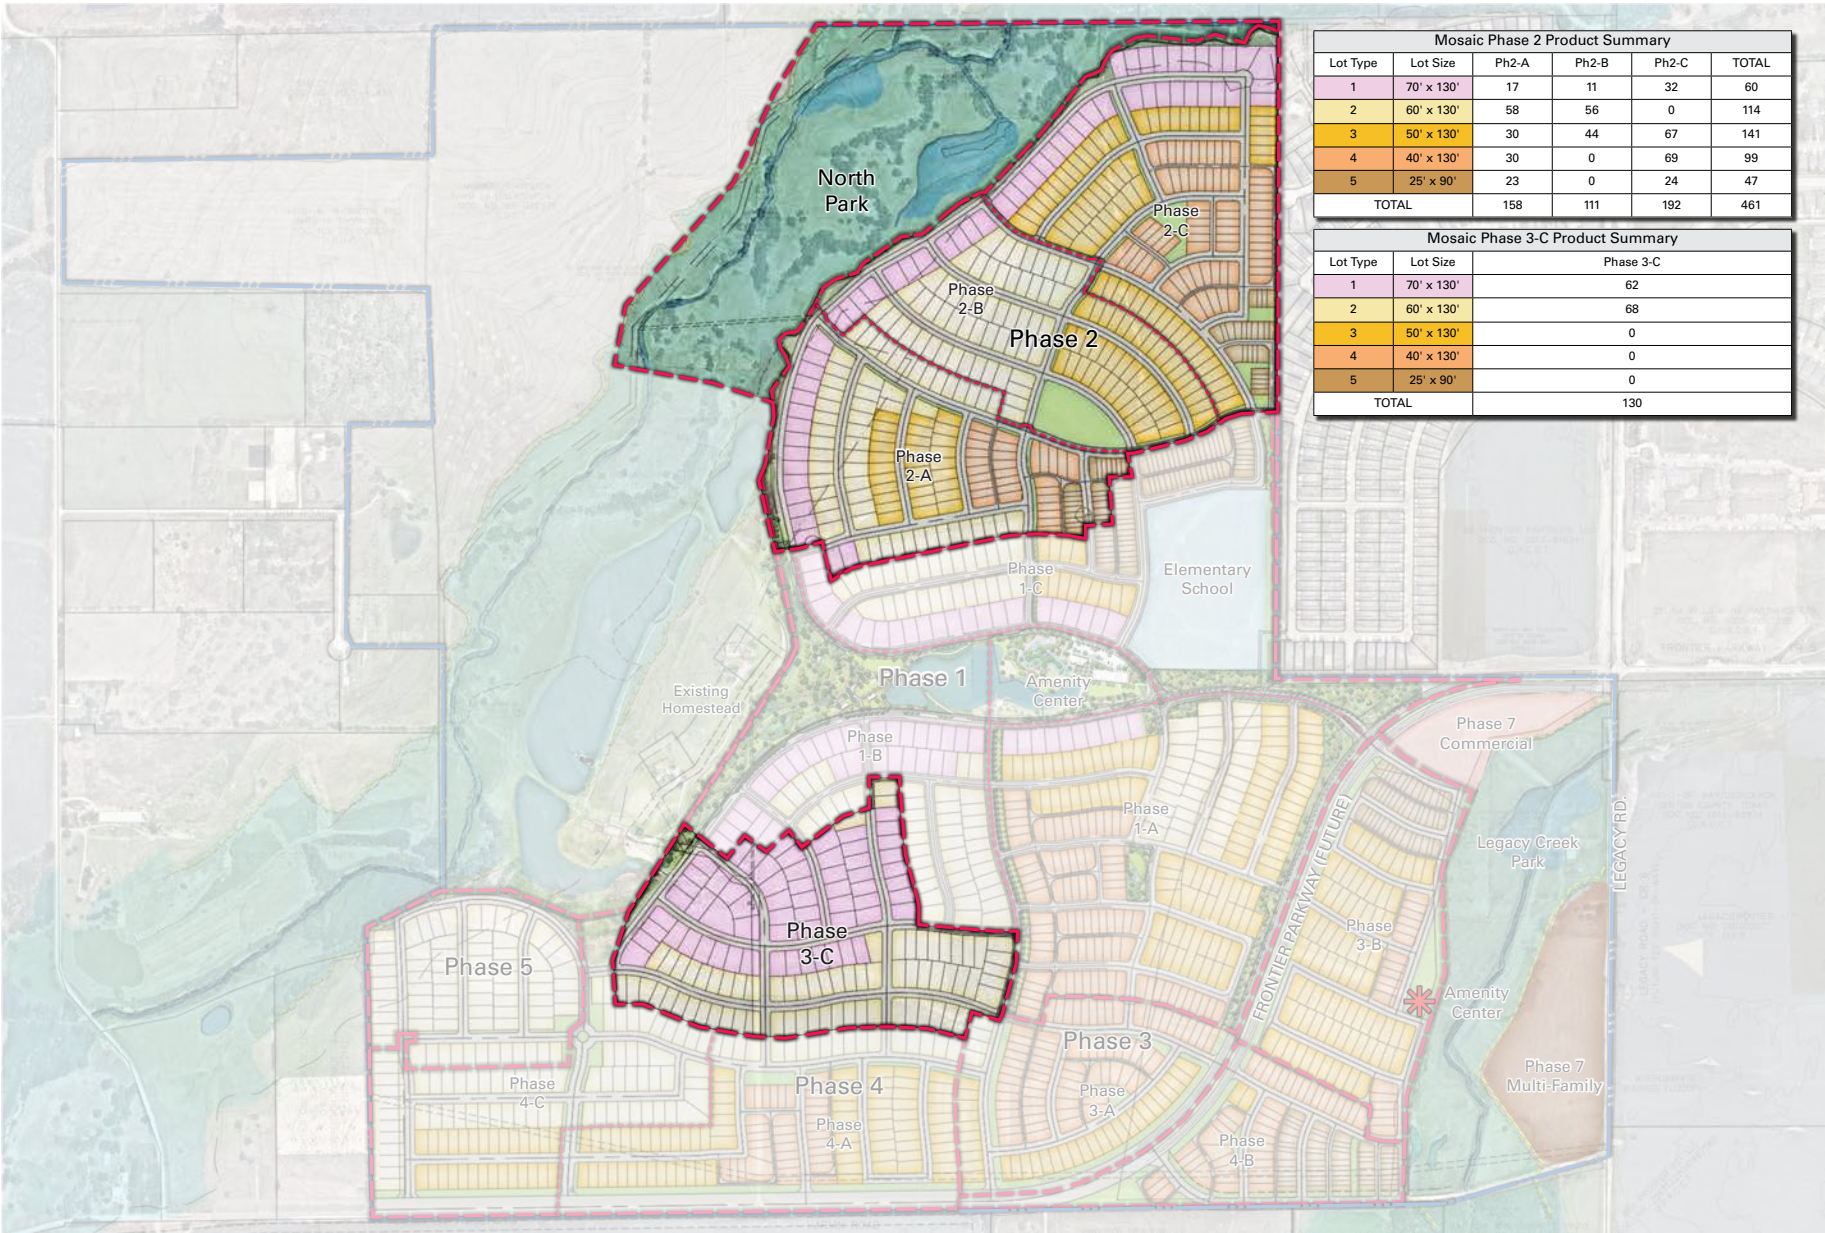 Mosaic Phase 2 Product Summary
Lot Type Lot Size Ph2-A Ph2-B Ph2-C TOTAL
1 70' x 130' 17 11 32 60
2 60' x 130' 58 56 0 114
3 50' x 130' 30 44 67 141
4 40' x 130' 30 0 69 99
5 25' x 90' 23 0 24 47
TOTAL 158 111 192 461
Mosaic Phase 3-C Product Summary
Lot Type Lot Size Phase 3-C
1 70' x 130' 62
2 60' x 130' 68
3 50' x 130' 0
4 40' x 130' 0
5 25' x 90' 0
TOTAL 130
North
Park
Phase
2-C
Phase
2-B
Phase 2
Phase
2-A
Phase
1-C
Elementary
School
Phase 1
Amenity
Center
Existing
Homestead
Phase
1-B
Phase 7
Commercial
Phase
1-A
Legacy Creek
Park
LEGACY RD.
FRONTIER PARKWAY (FUTURE)
Phase
3-C
Phase
3-B
Phase 5
Amenity
Center
Phase 3
Phase 4
Phase
4-C
Phase
3-A
Phase
4-A
Phase
4-B
Phase 7
Multi-Family